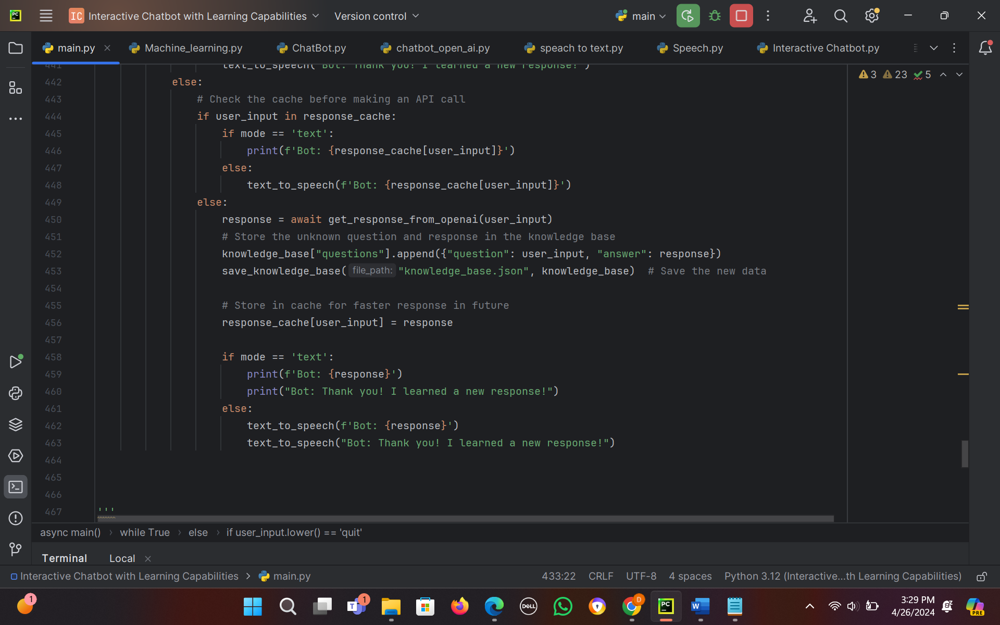 PC
IC Interactive Chatbot with Learning Capabilities Version control main
main.py Machine_learning.py ChatBot.py chatbot_open_ai.py speach to text.py Speech.py Interactive Chatbot.py
3 23 5
441 text_to_speech("Bot: Thank you! I learned a new response!")
442 else:
443 # Check the cache before making an API call
444 if user_input in response_cache:
445 if mode == 'text':
446 print(f'Bot: {response_cache[user_input]}')
447 else:
448 text_to_speech(f'Bot: {response_cache[user_input]}')
449 else:
450 response = await get_response_from_openai(user_input)
451 # Store the unknown question and response in the knowledge base
452 knowledge_base["questions"].append({"question": user_input, "answer": response})
453 save_knowledge_base( file_path: "knowledge_base.json", knowledge_base) # Save the new data
454
455 # Store in cache for faster response in future
456 response_cache[user_input] = response
457
458 if mode == 'text':
459 print(f'Bot: {response}')
460 print("Bot: Thank you! I learned a new response!")
461 else:
462 text_to_speech(f'Bot: {response}')
463 text_to_speech("Bot: Thank you! I learned a new response!")
464
465
466
467 '''
async main() › while True › else › if user_input.lower() == 'quit'
Terminal Local
Interactive Chatbot with Learning Capabilities > main.py 433:22 CRLF UTF-8 4 spaces Python 3.12 (Interactive...th Learning Capabilities)
1 T 1 DELL D PC W 3:29 PM
4/26/2024 PRE